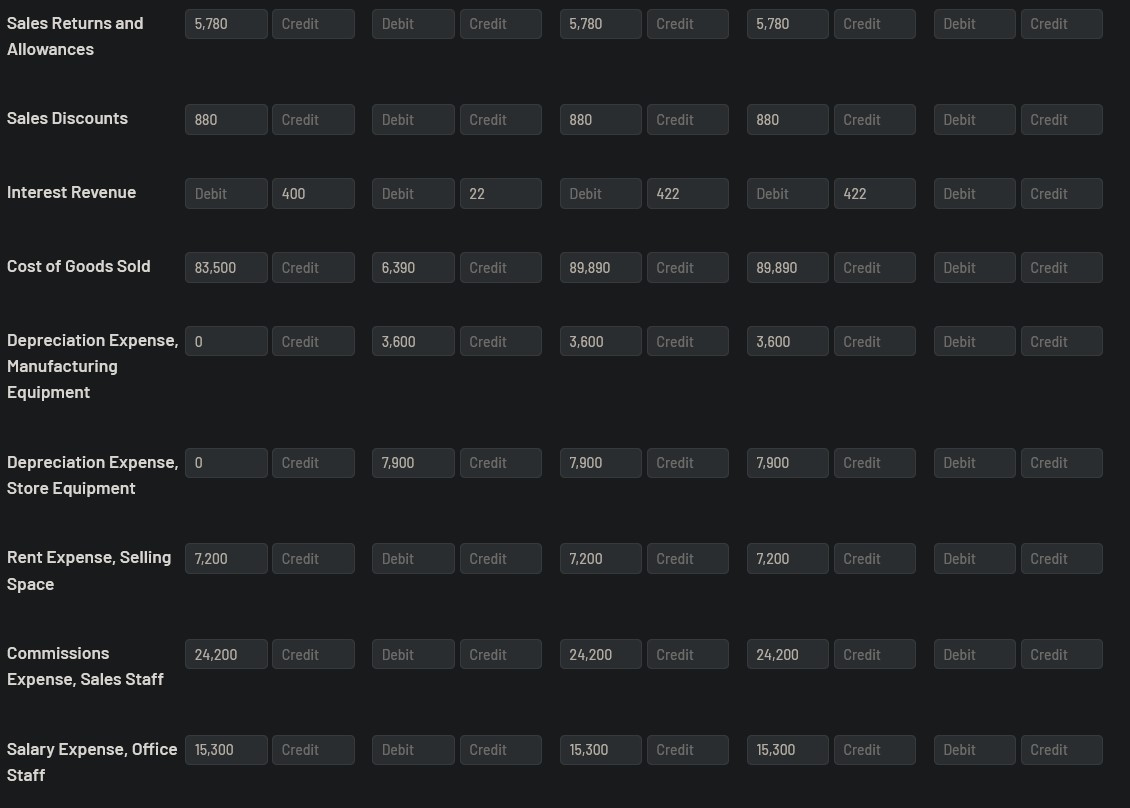 Sales Returns and 5,780 Credit Debit Credit 5,780 Credit 5,780 Credit Debit Credit
Allowances
Sales Discounts 880 Credit Debit Credit 880 Credit 880 Credit Debit Credit
Interest Revenue Debit 400 Debit 22 Debit 422 Debit 422 Debit Credit
Cost of Goods Sold 83,500 Credit 6,390 Credit 89,890 Credit 89,890 Credit Debit Credit
Depreciation Expense, 0 Credit 3,600 Credit 3,600 Credit 3,600 Credit Debit Credit
Manufacturing
Equipment
Depreciation Expense, 0 Credit 7,900 Credit 7,900 Credit 7,900 Credit Debit Credit
Store Equipment
Rent Expense, Selling 7,200 Credit Debit Credit 7,200 Credit 7,200 Credit Debit Credit
Space
Commissions 24,200 Credit Debit Credit 24,200 Credit 24,200 Credit Debit Credit
Expense, Sales Staff
Salary Expense, Office 15,300 Credit Debit Credit 15,300 Credit 15,300 Credit Debit Credit
Staff